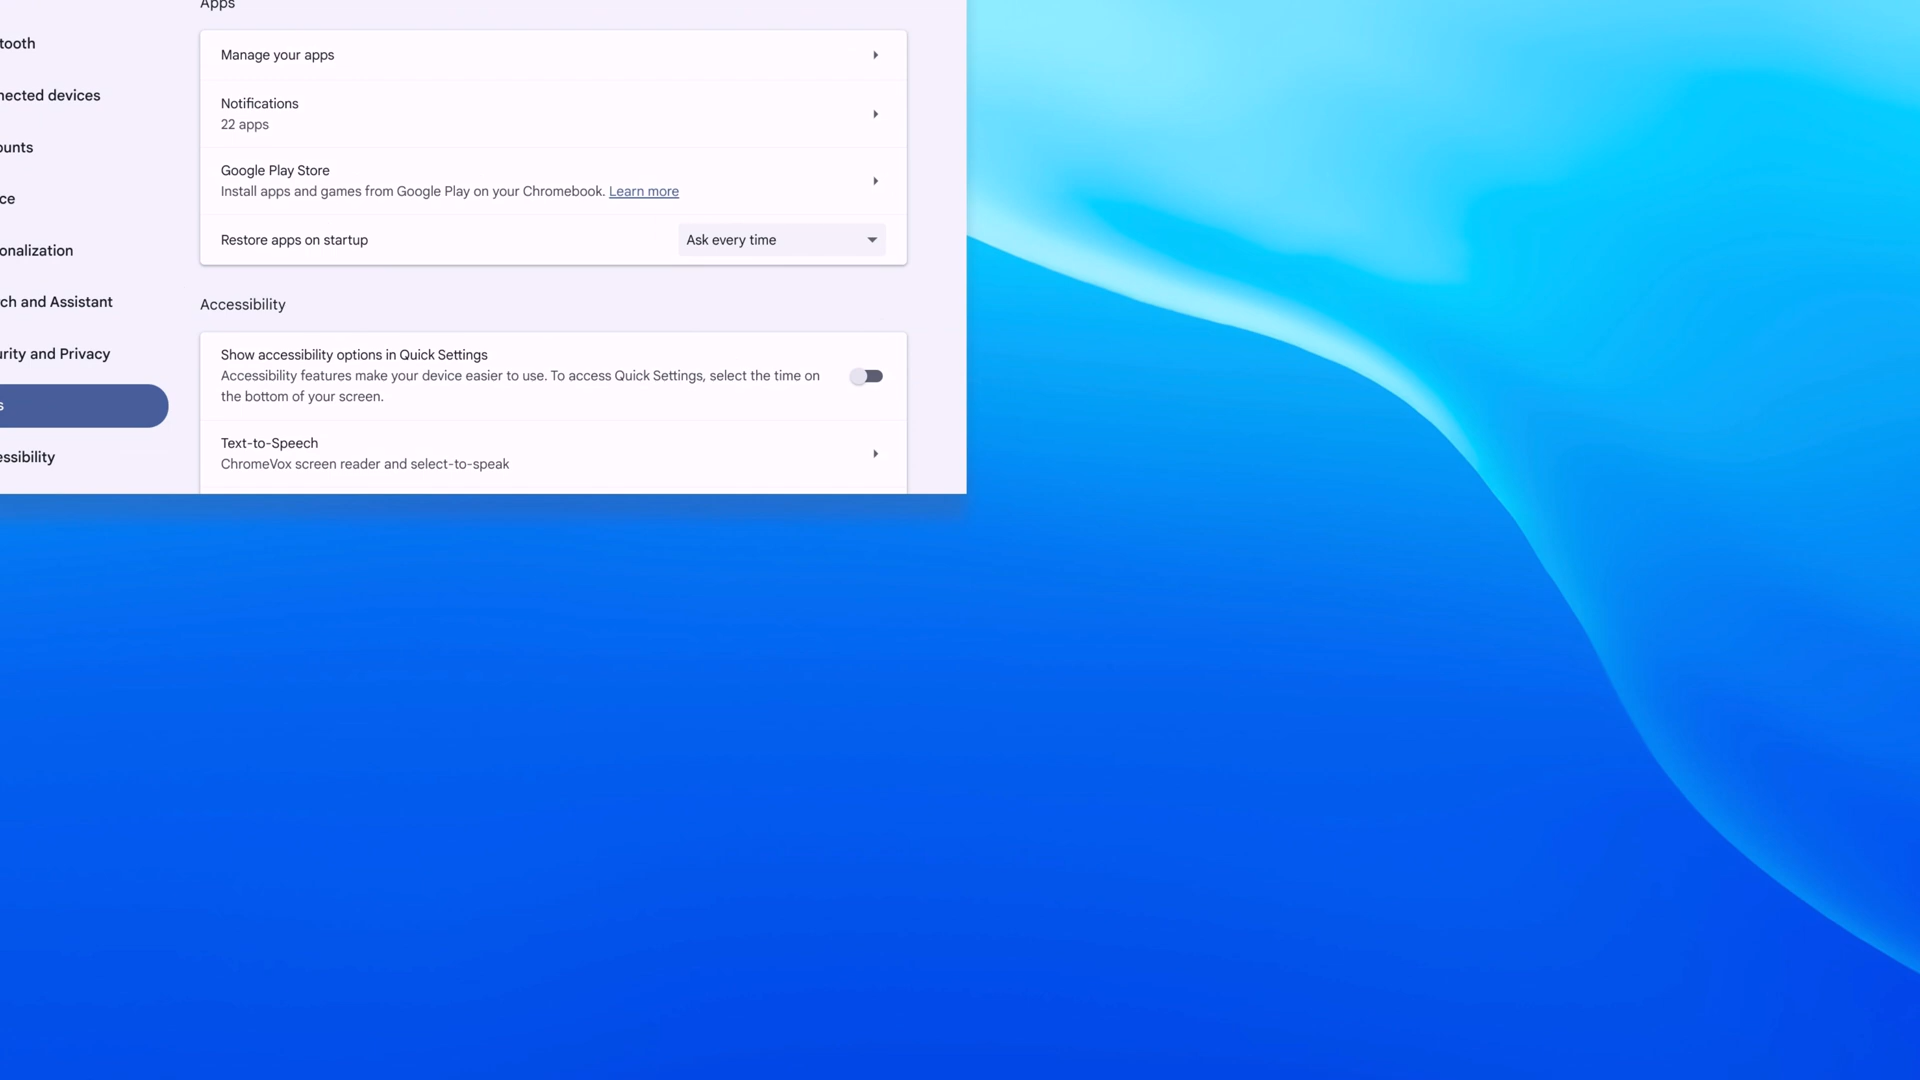 Apps
tooth
Manage your apps
nected devices
Notifications
22 apps
ounts
Google Play Store
Install apps and games from Google Play on your Chromebook. Learn more
ce
onalization
Restore apps on startup
Ask every time
ch and Assistant
Accessibility
urity and Privacy
Show accessibility options in Quick Settings
Accessibility features make your device easier to use. To access Quick Settings, select the time on
the bottom of your screen.
s
essibility
Text-to-Speech
ChromeVox screen reader and select-to-speak